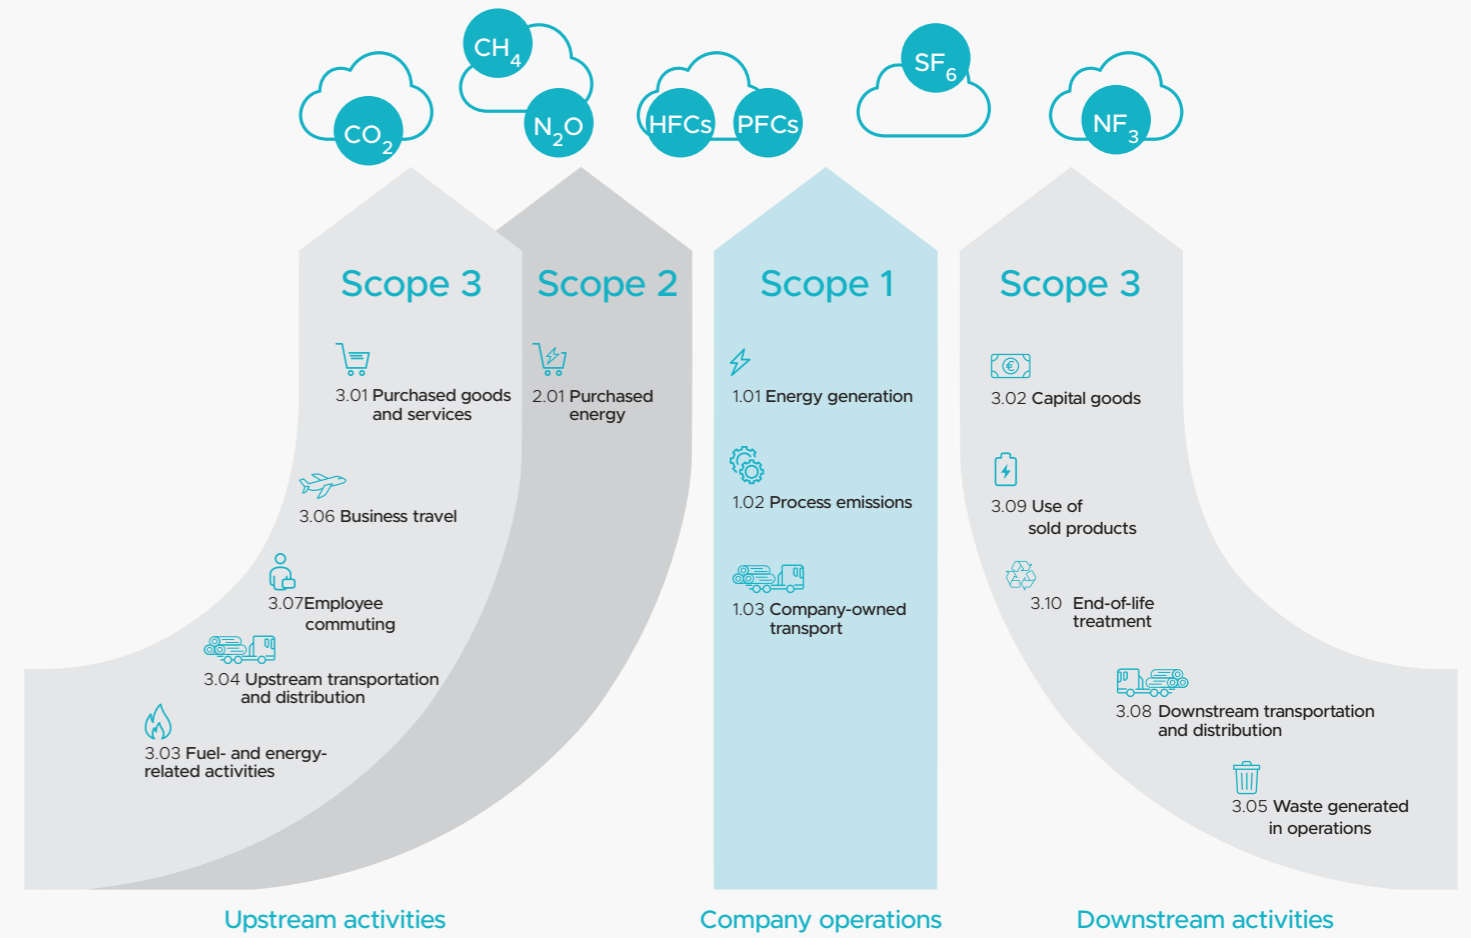 CO2
CH4
N2O
HFCs
PFCs
SF6
NF3
Scope 3
3.01 Purchased goods
and services
3.06 Business travel
3.07Employee
commuting
3.04 Upstream transportation
and distribution
3.03 Fuel- and energy-
related activities
Scope 2
2.01 Purchased
energy
Scope 1
1.01 Energy generation
1.02 Process emissions
1.03 Company-owned
transport
Scope 3
€
3.02 Capital goods
3.09 Use of
sold products
3.10 End-of-life
treatment
3.08 Downstream transportation
and distribution
3.05 Waste generated
in operations
Upstream activities
Company operations
Downstream activities